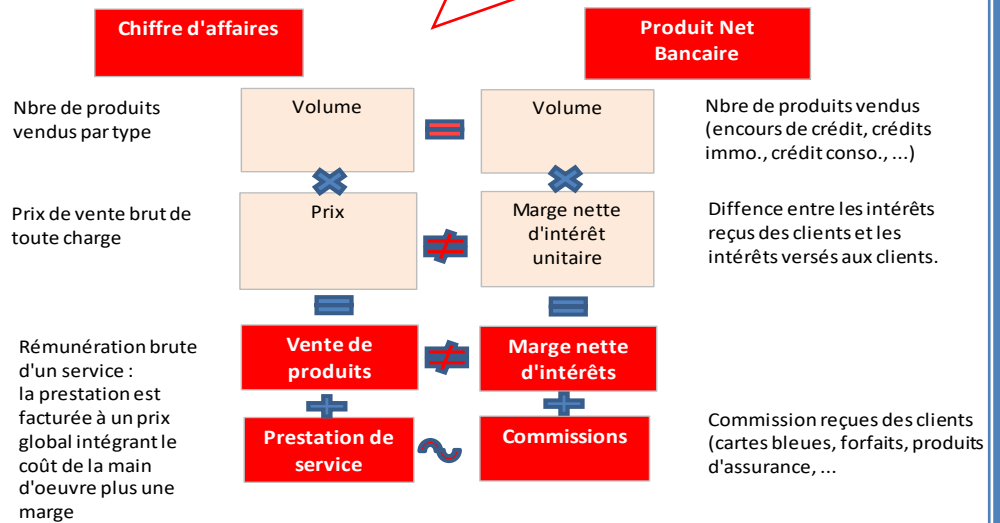 Chiffre d'affaires
Produit Net
Bancaire
Nbre de produits
vendus par type
Volume
Volume
Nbre de produits vendus
(encours de crédit, crédits
immo., crédit conso., ...)
Prix de vente brut de
toute charge
Prix
Marge nette
d'intérêt
unitaire
Diffence entre les intérêts
reçus des clients et les
intérêts versés aux clients.
Rémunération brute
d'un service :
la prestation est
facturée à un prix
global intégrant le
coût de la main
d'oeuvre plus une
marge
Vente de
produits
Marge nette
d'intérêts
Prestation de
service
Commissions
Commission reçues des clients
(cartes bleues, forfaits, produits
d'assurance, ...